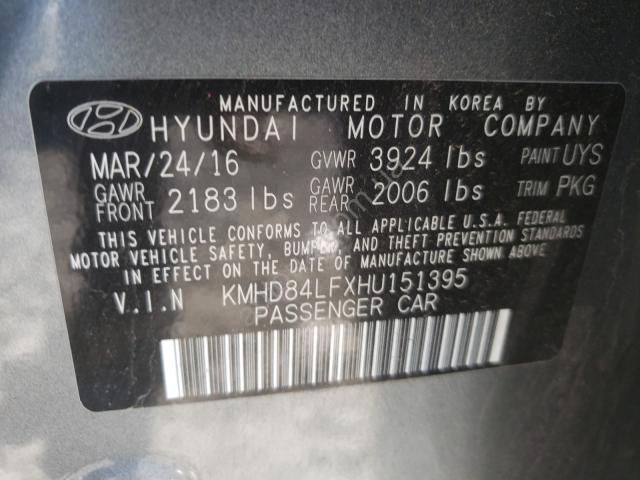 MANUFACTURED IN KOREA BY
HYUNDAI MOTOR COMPANY
MAR/24/16 GVWR 3924 lbs PAINT UYS
GAWR FRONT 2183 lbs GAWR REAR 2006 lbs TRIM PKG
THIS VEHICLE CONFORMS TO ALL APPLICABLE U.S.A. FEDERAL
MOTOR VEHICLE SAFETY, BUMPER, AND THEFT PREVENTION STANDARDS
IN EFFECT ON THE DATE OF MANUFACTURE SHOWN ABOVE.
V.I.N KMHD84LFXHU151395
PASSENGER CAR